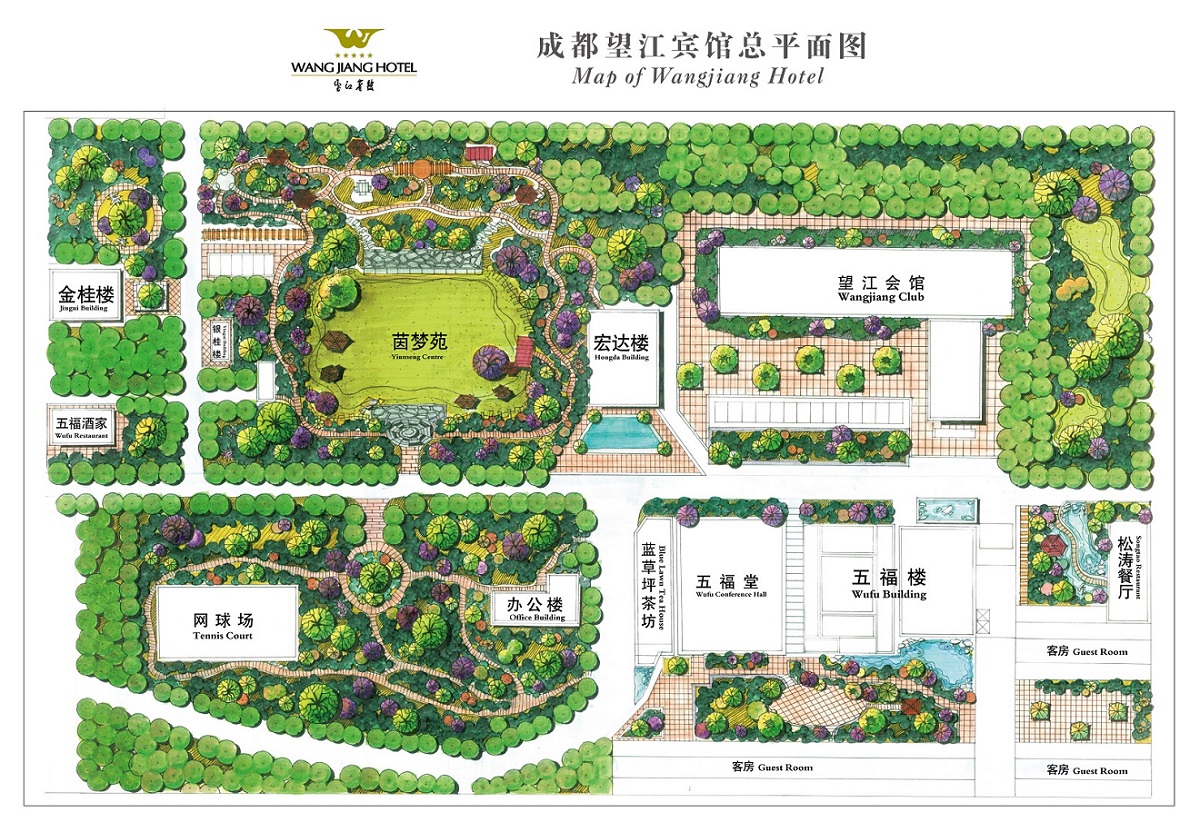 WANG JIANG HOTEL
望江宾馆
成都望江宾馆总平面图
Map of Wangjiang Hotel
金桂楼
Jingui Building
银桂楼
Yingui Building
五福酒家
Wufu Restaurant
茵梦苑
Yinmeng Centre
宏达楼
Hongda Building
望江会馆
Wangjiang Club
网球场
Tennis Court
办公楼
Office Building
蓝草坪茶坊
Blue Lawn Tea House
五福堂
Wufu Conference Hall
五福楼
Wufu Building
松涛餐厅
Songtao Restaurant
客房 Guest Room
客房 Guest Room
客房 Guest Room